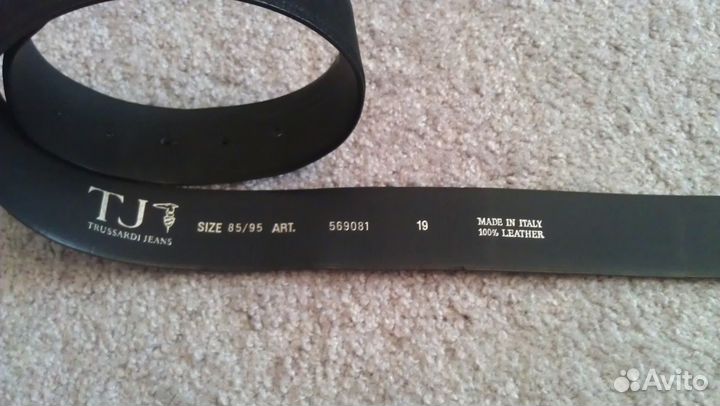 TJ
TRUSSARDI JEANS
SIZE 85/95 ART. 569081 19
MADE IN ITALY
100% LEATHER
Avito